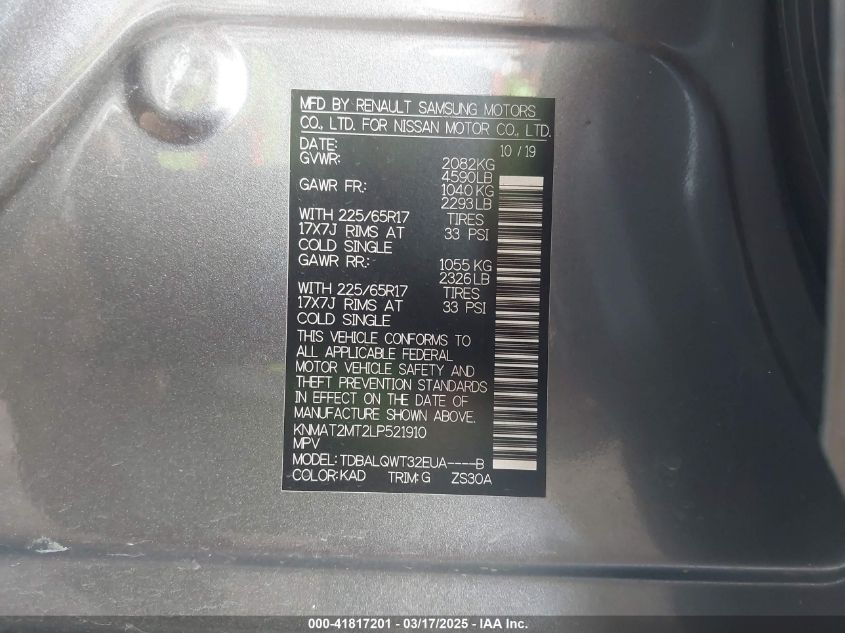 MFD BY RENAULT SAMSUNG MOTORS
CO., LTD. FOR NISSAN MOTOR CO., LTD.
DATE: 10 / 19
GVWR: 2082KG
4590LB
GAWR FR: 1040 KG
2293LB
WITH 225/65R17 TIRES
17X7J RIMS AT 33 PSI
COLD SINGLE
GAWR RR: 1055 KG
2326LB
WITH 225/65R17 TIRES
17X7J RIMS AT 33 PSI
COLD SINGLE
THIS VEHICLE CONFORMS TO
ALL APPLICABLE FEDERAL
MOTOR VEHICLE SAFETY AND
THEFT PREVENTION STANDARDS
IN EFFECT ON THE DATE OF
MANUFACTURE SHOWN ABOVE.
KNMAT2MT2LP521910
MPV
MODEL: TDBALQWT32EUA----B
COLOR:KAD TRIM:G ZS30A
000-41817201 - 03/17/2025 - IAA Inc.